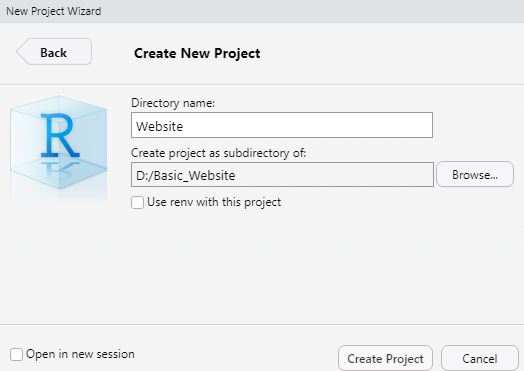 New Project Wizard
Back
Create New Project
R
Directory name:
Website
Create project as subdirectory of:
D:/Basic_Website
Browse...
Use renv with this project
Open in new session
Create Project
Cancel